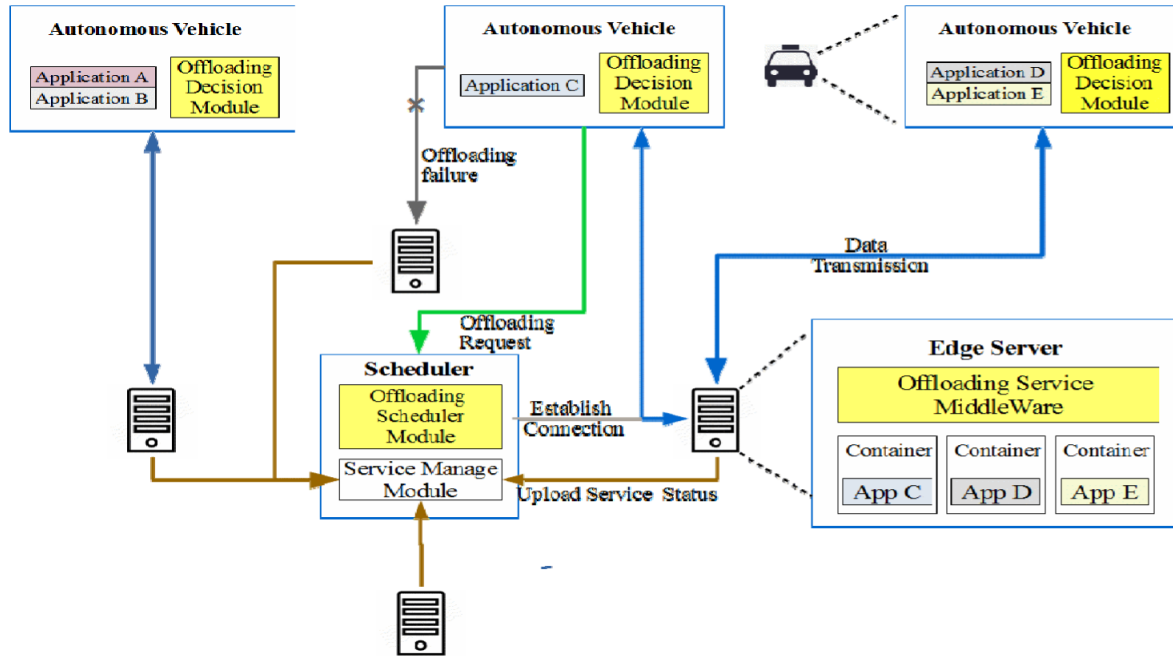 Autonomous Vehicle
Application A
Application B
Offloading
Decision
Module
Autonomous Vehicle
Application C
Offloading
Decision
Module
Autonomous Vehicle
Application D
Application E
Offloading
Decision
Module
Offloading
failure
Data
Transmission
Offloading
Request
Scheduler
Offloading
Scheduler
Module
Service Manage
Module
Establish
Connection
Upload Service Status
Edge Server
Offloading Service
MiddleWare
Container
App C
Container
App D
Container
App E